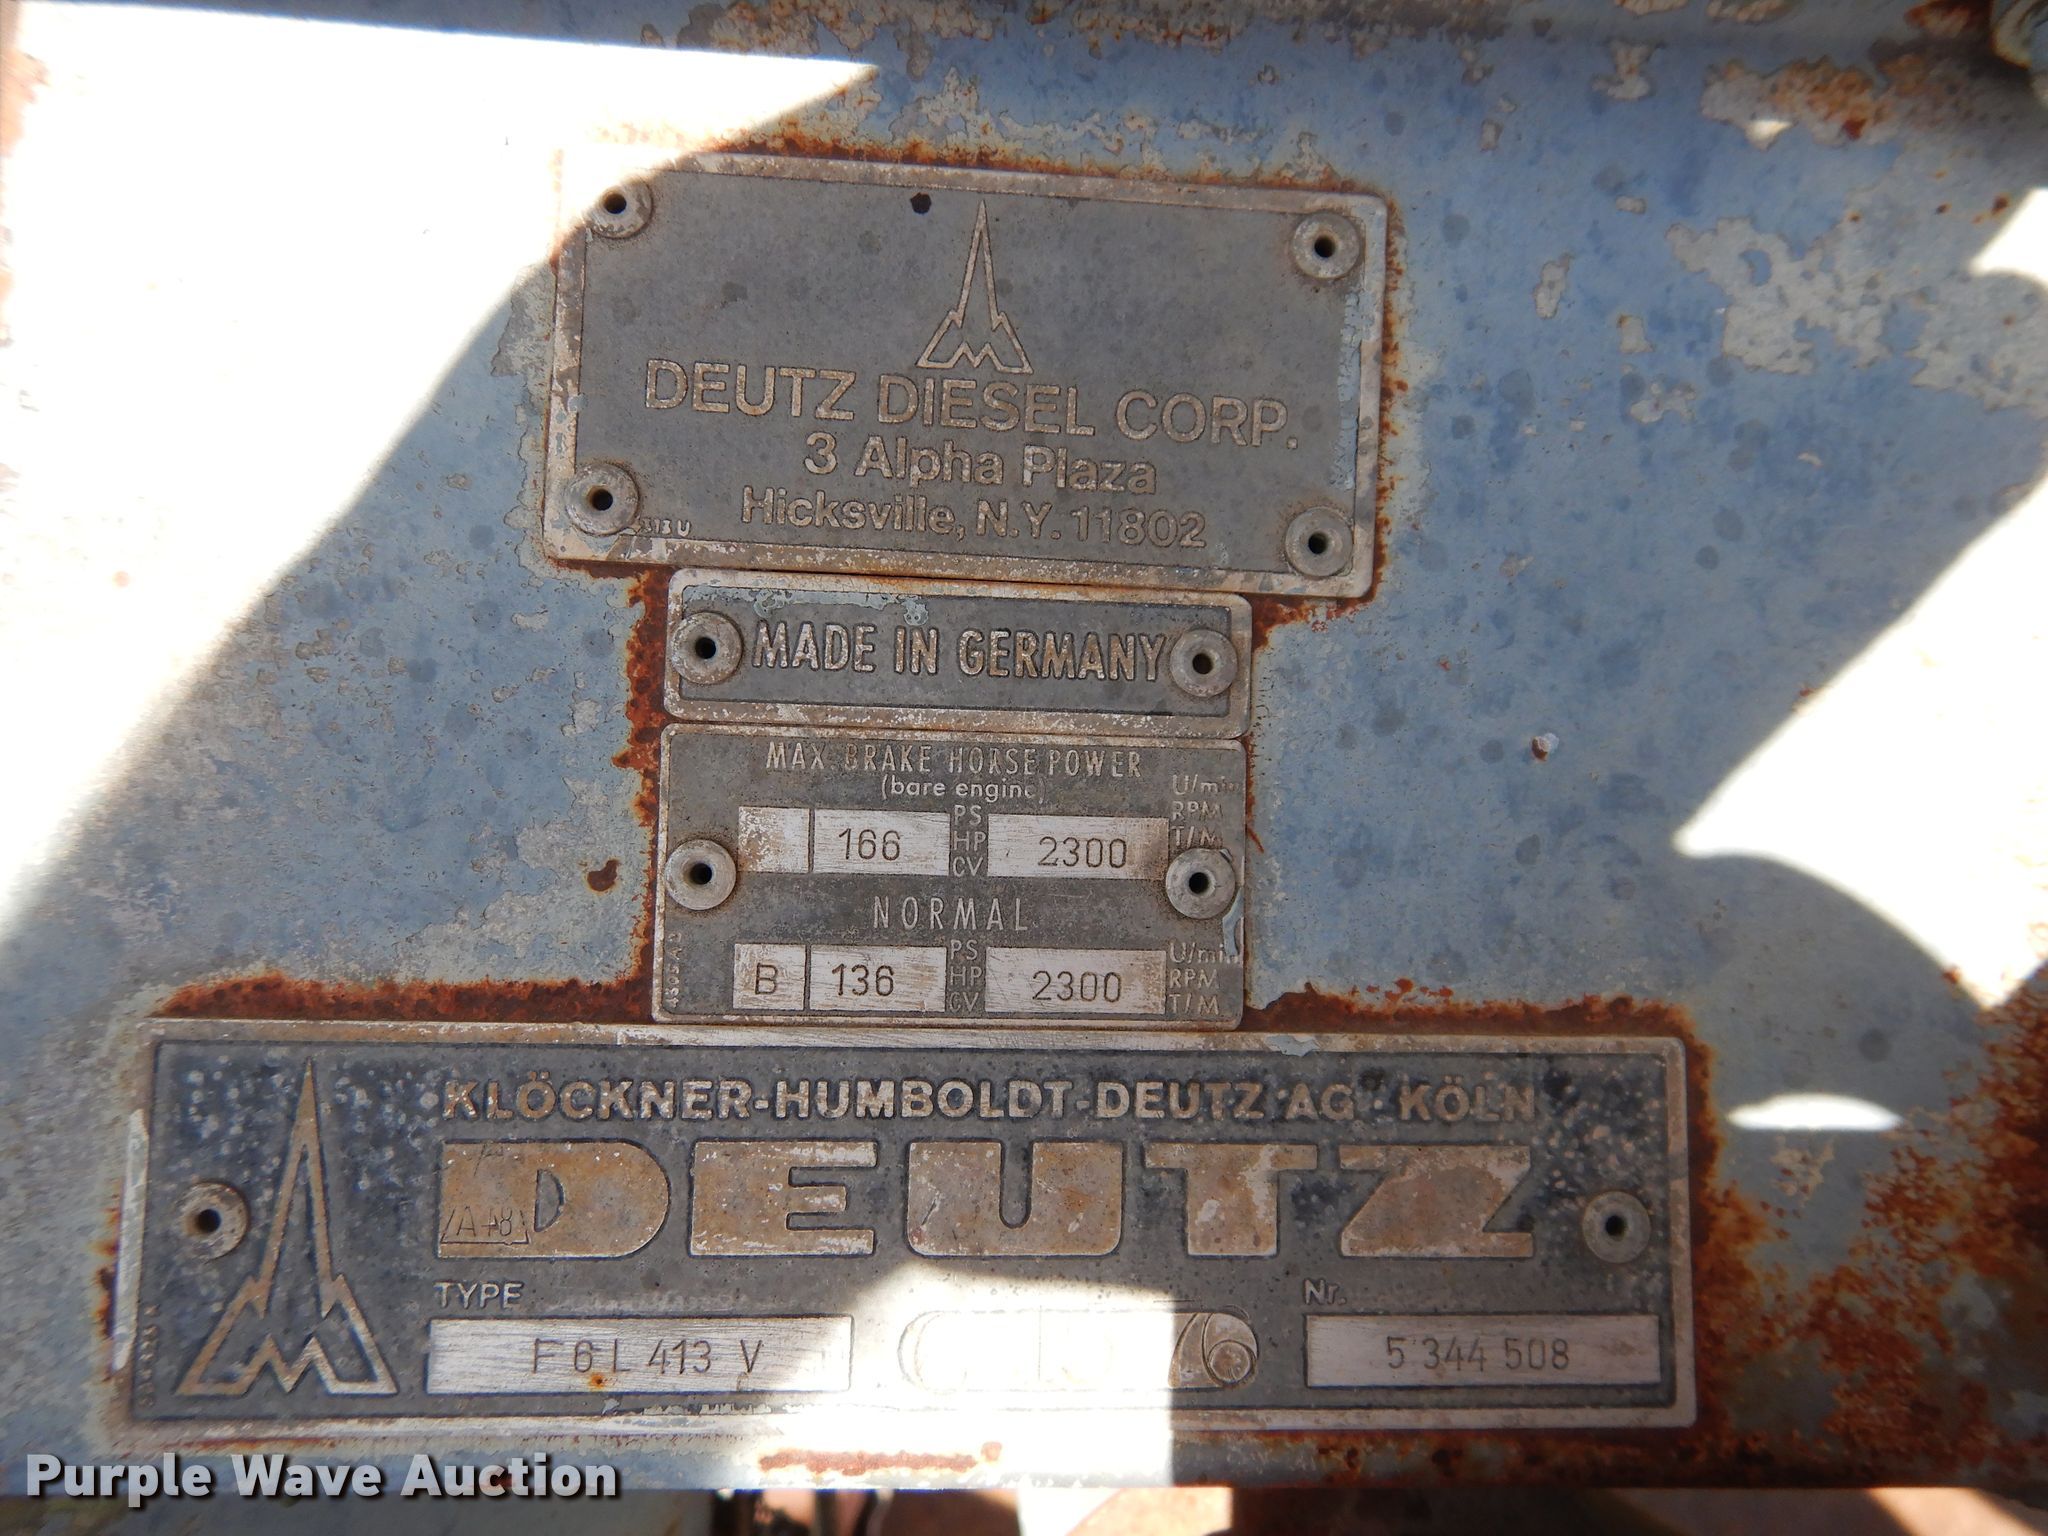 DEUTZ DIESEL CORP.
3 Alpha Plaza
Hicksville, N.Y. 11802
313 U
MADE IN GERMANY
MAX. BRAKE HORSE POWER
(bare engine)
U/min
166 PS HP CV 2300 RPM T/M
NORMAL
B 136 PS HP CV 2300 U/min RPM T/M
KLÖCKNER-HUMBOLDT-DEUTZ AG · KÖLN
DEUTZ
TYPE Nr.
F 6 L 413 V 76 5 344 508
Purple Wave Auction